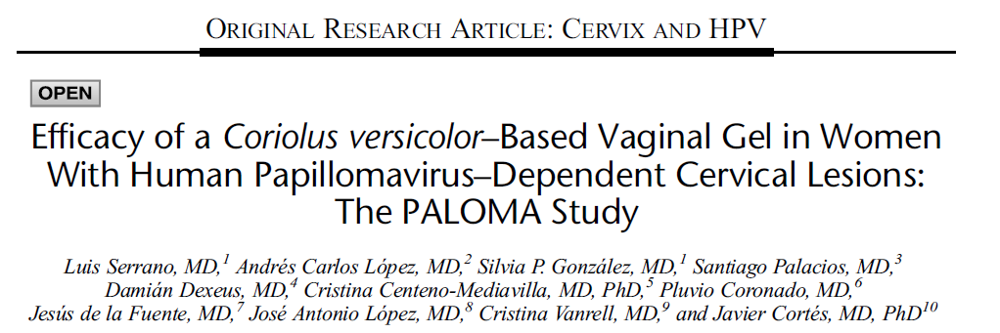 ORIGINAL RESEARCH ARTICLE: CERVIX AND HPV
OPEN
Efficacy of a Coriolus versicolor–Based Vaginal Gel in Women
With Human Papillomavirus–Dependent Cervical Lesions:
The PALOMA Study
Luis Serrano, MD,1 Andrés Carlos López, MD,2 Silvia P. González, MD,1 Santiago Palacios, MD,3
Damián Dexeus, MD,4 Cristina Centeno-Mediavilla, MD, PhD,5 Pluvio Coronado, MD,6
Jesús de la Fuente, MD,7 José Antonio López, MD,8 Cristina Vanrell, MD,9 and Javier Cortés, MD, PhD10